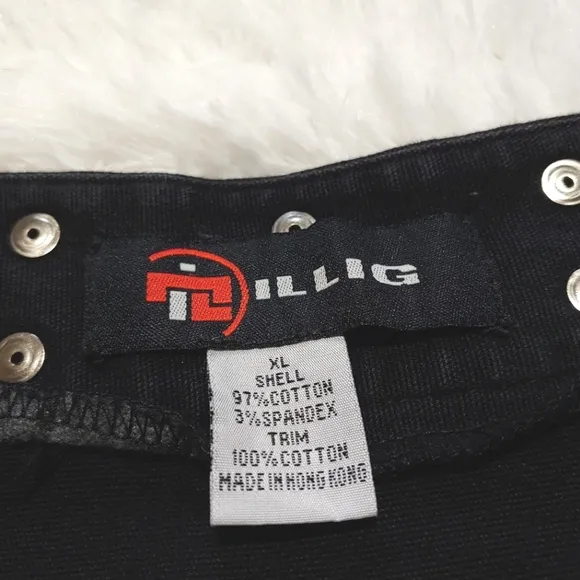 ILLIG
XL
SHELL
97%COTTON
3%SPANDEX
TRIM
100%COTTON
MADE IN HONG KONG